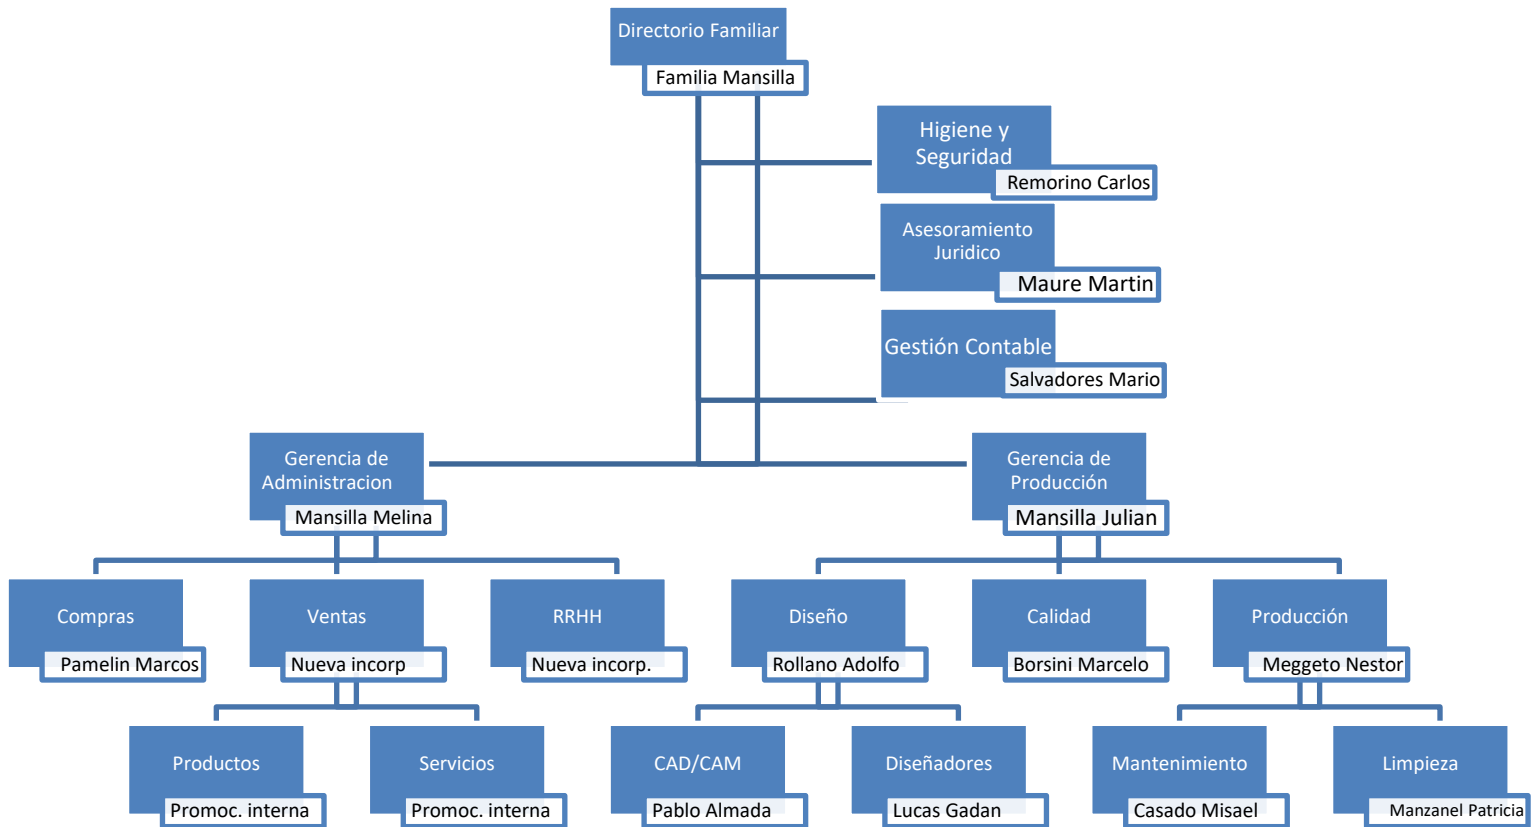 Directorio Familiar
Familia Mansilla
Higiene y
Seguridad
Remorino Carlos
Asesoramiento
Juridico
Maure Martin
Gestión Contable
Salvadores Mario
Gerencia de
Administracion
Mansilla Melina
Gerencia de
Producción
Mansilla Julian
Compras
Pamelin Marcos
Ventas
Nueva incorp
RRHH
Nueva incorp.
Diseño
Rollano Adolfo
Calidad
Borsini Marcelo
Producción
Meggeto Nestor
Productos
Promoc. interna
Servicios
Promoc. interna
CAD/CAM
Pablo Almada
Diseñadores
Lucas Gadan
Mantenimiento
Casado Misael
Limpieza
Manzanel Patricia